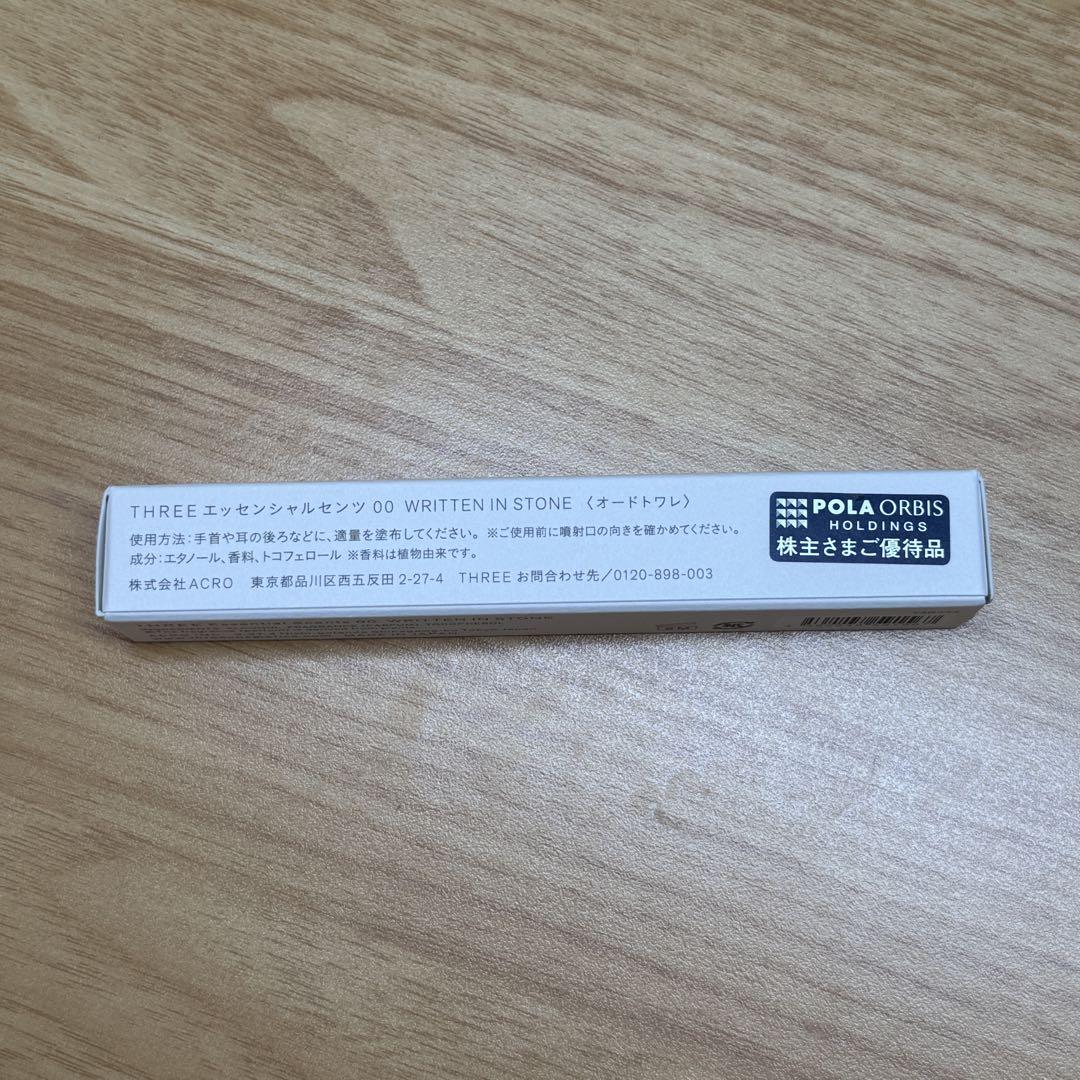 THREE エッセンシャルセンツ 00 WRITTEN IN STONE 〈オードトワレ〉
使用方法：手首や耳の後ろなどに、適量を塗布してください。 ※ご使用前に噴射口の向きを確かめてください。
成分：エタノール、香料、トコフェロール ※香料は植物由来です。
株式会社ACRO 東京都品川区西五反田 2-27-4 THREE お問合わせ先／0120-898-003
POLA ORBIS
HOLDINGS
株主さまご優待品
THREE Essential Scents 00 WRITTEN IN STONE